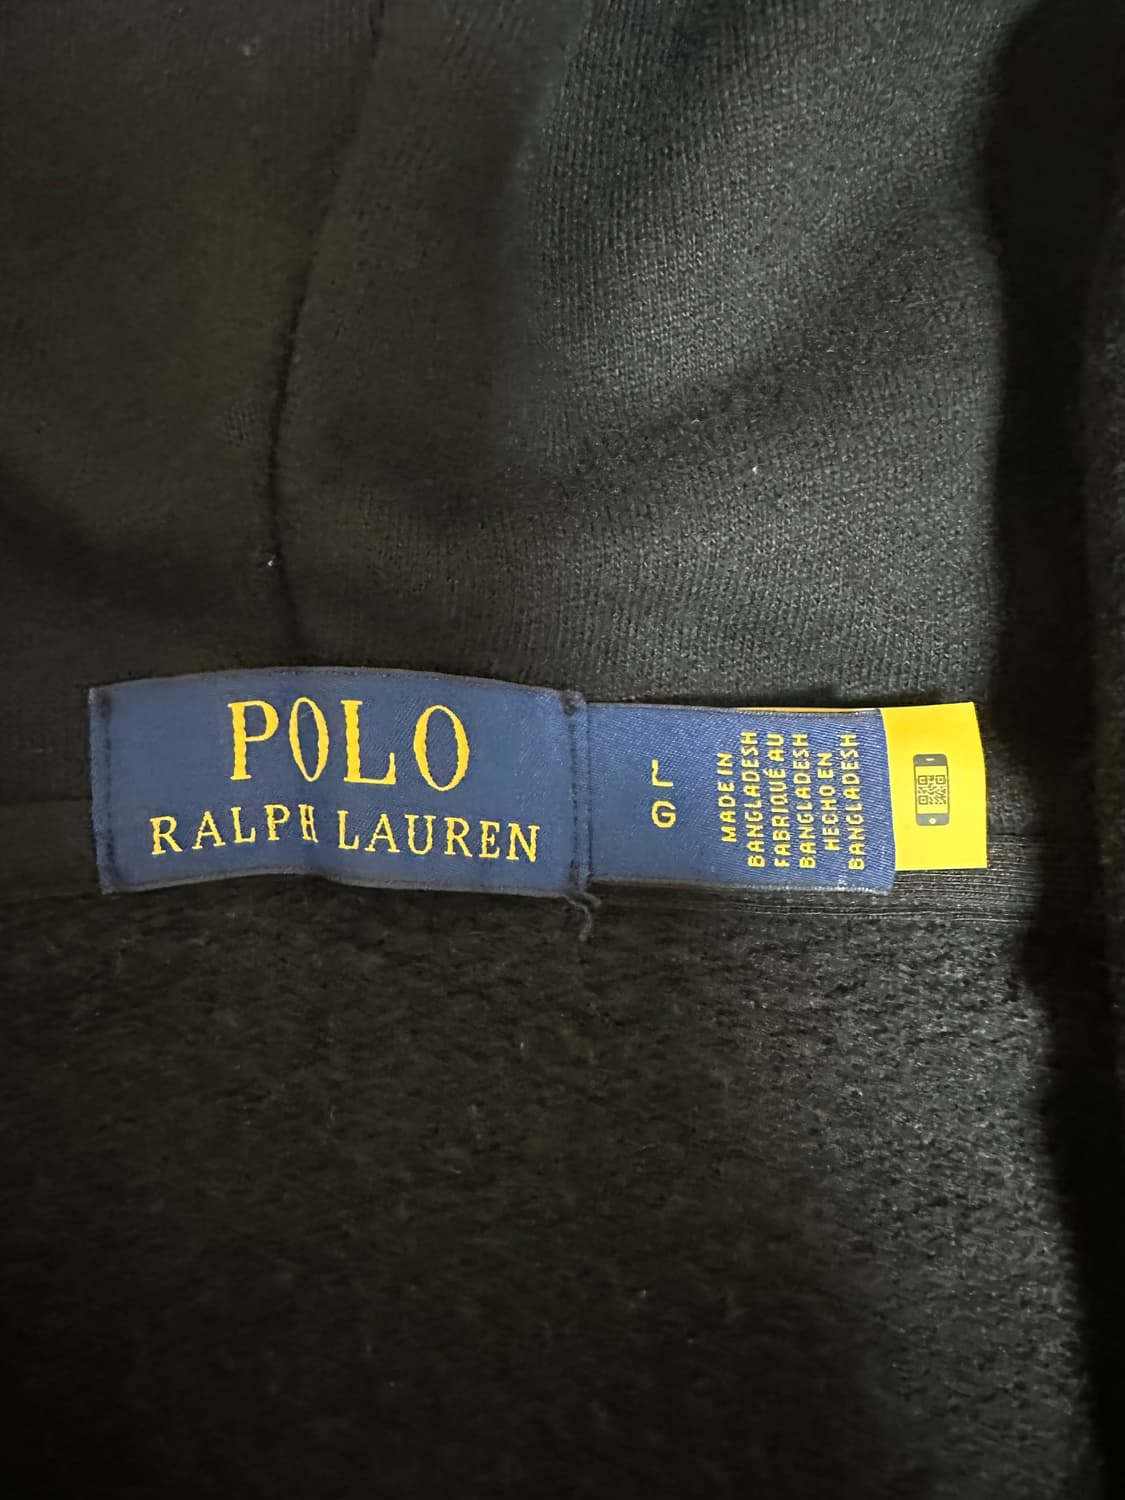 POLO
RALPH LAUREN
L
G
MADE IN
BANGLADESH
FABRIQUÉ AU
BANGLADESH
HECHO EN
BANGLADESH